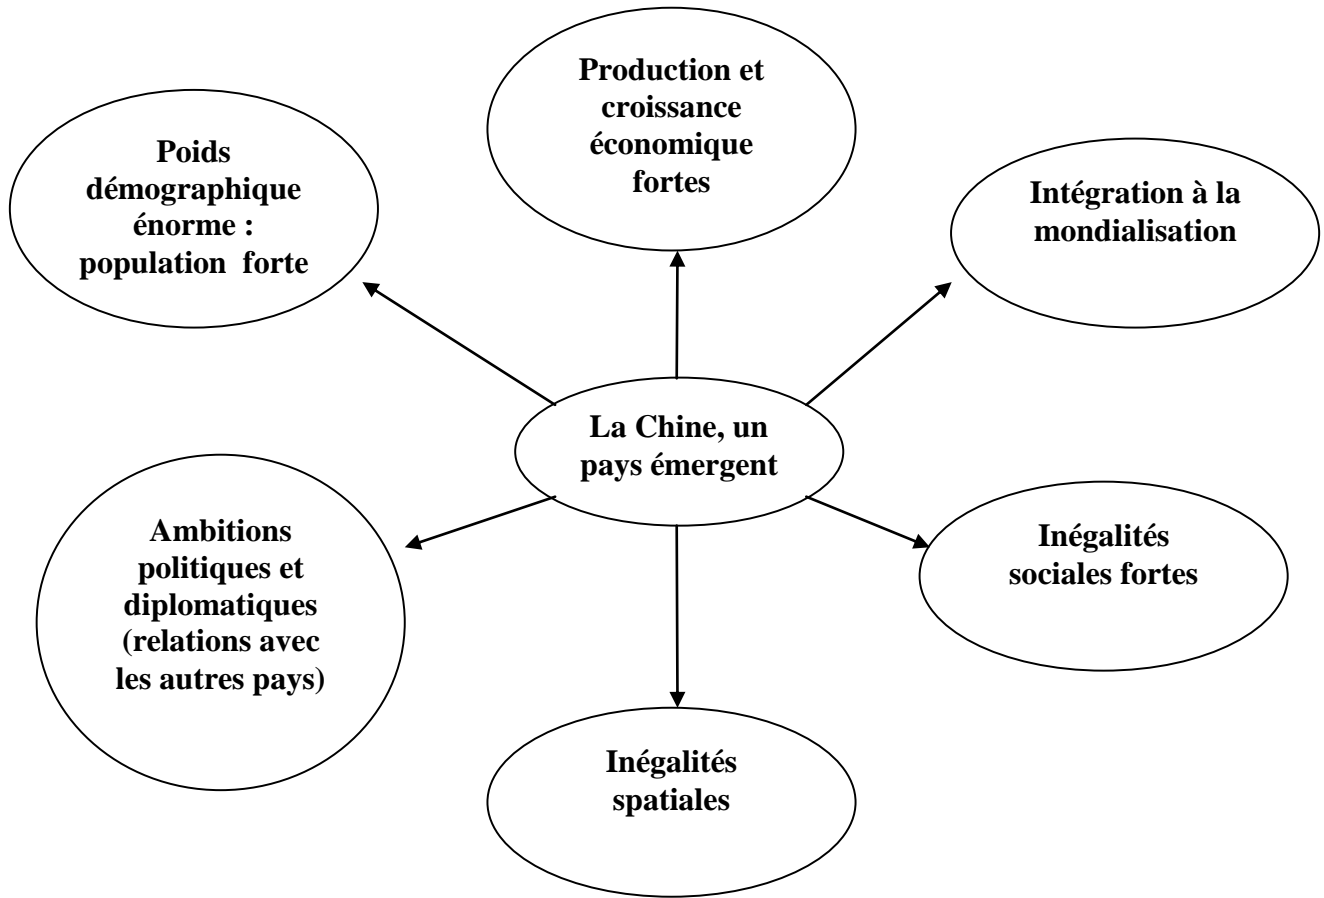 Production et
croissance
économique
fortes
Poids
démographique
énorme :
population  forte
Intégration à la
mondialisation
La Chine, un
pays émergent
Ambitions
politiques et
diplomatiques
(relations avec
les autres pays)
Inégalités
sociales fortes
Inégalités
spatiales